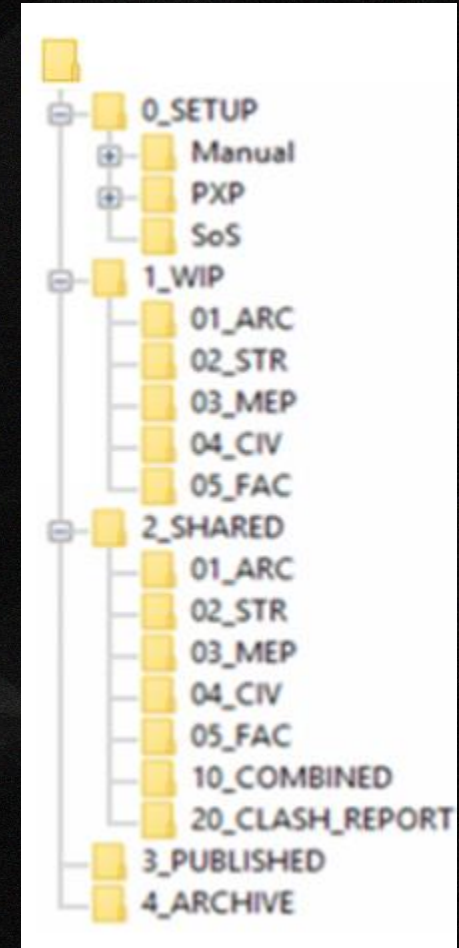 0_SETUP
Manual
PXP
SoS
1_WIP
01_ARC
02_STR
03_MEP
04_CIV
05_FAC
2_SHARED
01_ARC
02_STR
03_MEP
04_CIV
05_FAC
10_COMBINED
20_CLASH_REPORT
3_PUBLISHED
4_ARCHIVE